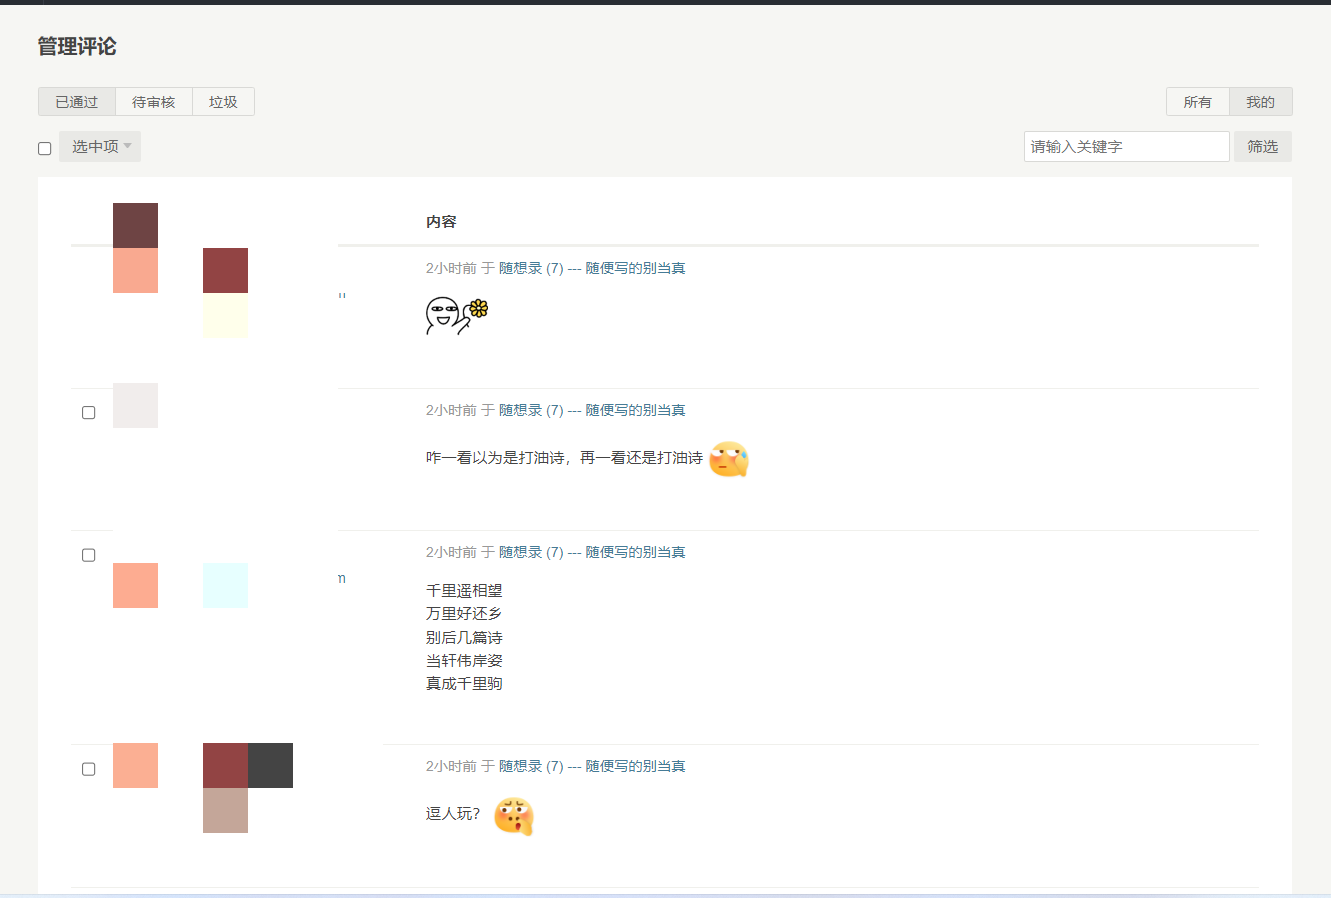 管理评论
已通过 待审核 垃圾 所有 我的
选中项 请输入关键字 筛选
内容
2小时前 于 随想录 (7) --- 随便写的别当真
2小时前 于 随想录 (7) --- 随便写的别当真
咋一看以为是打油诗，再一看还是打油诗
2小时前 于 随想录 (7) --- 随便写的别当真
m
千里遥相望
万里好还乡
别后几篇诗
当轩伟岸姿
真成千里驹
2小时前 于 随想录 (7) --- 随便写的别当真
逗人玩？